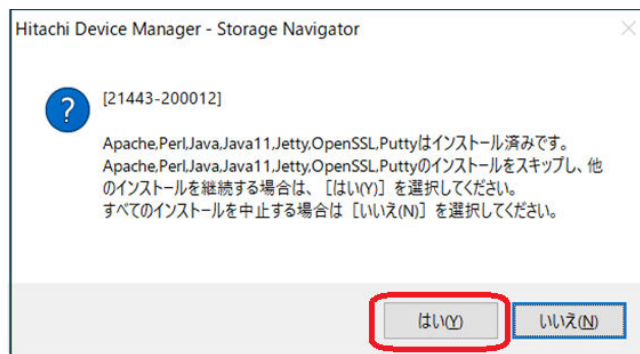 Hitachi Device Manager - Storage Navigator
[21443-200012]
Apache,Perl,Java,Java11,Jetty,OpenSSL,Puttyはインストール済みです。
Apache,Perl,Java,Java11,Jetty,OpenSSL,Puttyのインストールをスキップし、他
のインストールを継続する場合は、［はい(Y)］を選択してください。
すべてのインストールを中止する場合は［いいえ(N)］を選択してください。
はい(Y)
いいえ(N)